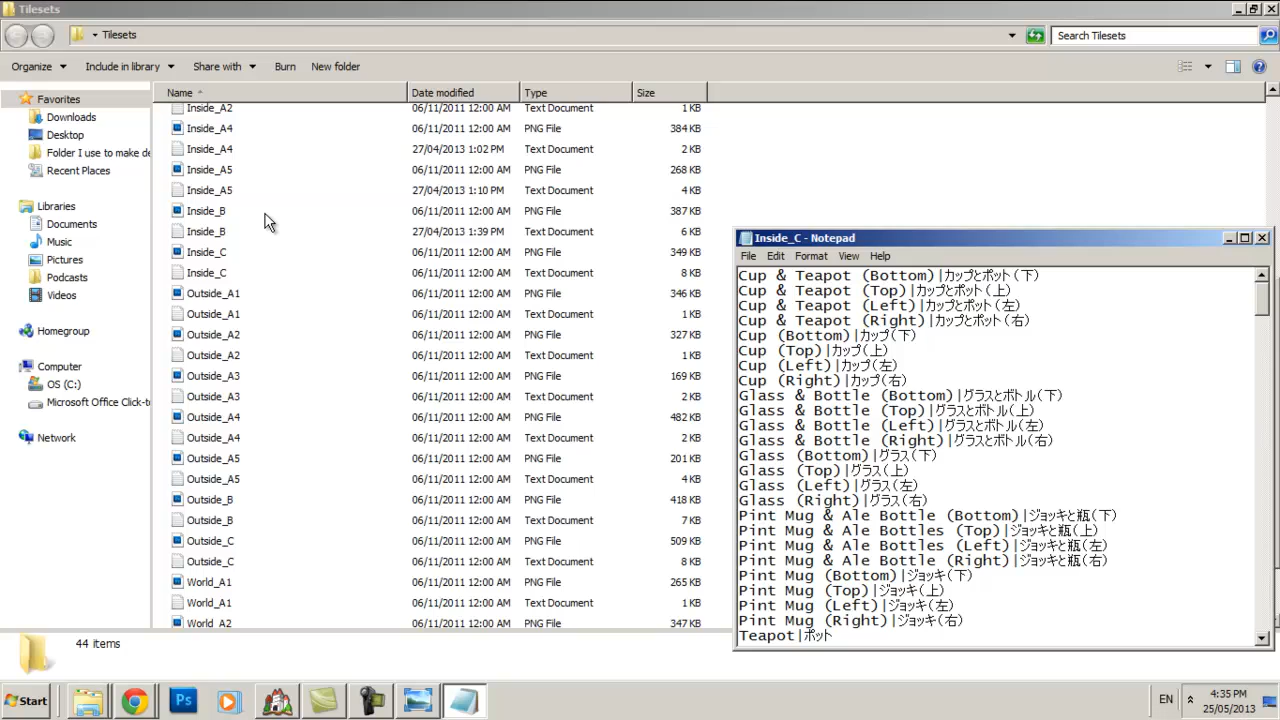 Tilesets
Tilesets
Search Tilesets
Organize
Include in library
Share with
Burn
New folder
Favorites
Downloads
Desktop
Folder I use to make de
Recent Places
Libraries
Documents
Music
Pictures
Podcasts
Videos
Homegroup
Computer
OS (C:)
Microsoft Office Click-t
Network
Name Date modified Type Size
Inside_A2 06/11/2011 12:00 AM Text Document 1 KB
Inside_A4 06/11/2011 12:00 AM PNG File 384 KB
Inside_A4 27/04/2013 1:02 PM Text Document 2 KB
Inside_A5 06/11/2011 12:00 AM PNG File 268 KB
Inside_A5 27/04/2013 1:10 PM Text Document 4 KB
Inside_B 06/11/2011 12:00 AM PNG File 387 KB
Inside_B 27/04/2013 1:39 PM Text Document 6 KB
Inside_C 06/11/2011 12:00 AM PNG File 349 KB
Inside_C 06/11/2011 12:00 AM Text Document 8 KB
Outside_A1 06/11/2011 12:00 AM PNG File 346 KB
Outside_A1 06/11/2011 12:00 AM Text Document 1 KB
Outside_A2 06/11/2011 12:00 AM PNG File 327 KB
Outside_A2 06/11/2011 12:00 AM Text Document 1 KB
Outside_A3 06/11/2011 12:00 AM PNG File 169 KB
Outside_A3 06/11/2011 12:00 AM Text Document 2 KB
Outside_A4 06/11/2011 12:00 AM PNG File 482 KB
Outside_A4 06/11/2011 12:00 AM Text Document 2 KB
Outside_A5 06/11/2011 12:00 AM PNG File 201 KB
Outside_A5 06/11/2011 12:00 AM Text Document 4 KB
Outside_B 06/11/2011 12:00 AM PNG File 418 KB
Outside_B 06/11/2011 12:00 AM Text Document 7 KB
Outside_C 06/11/2011 12:00 AM PNG File 509 KB
Outside_C 06/11/2011 12:00 AM Text Document 8 KB
World_A1 06/11/2011 12:00 AM PNG File 265 KB
World_A1 06/11/2011 12:00 AM Text Document 1 KB
World_A2 06/11/2011 12:00 AM PNG File 347 KB
44 items
Inside_C - Notepad
File Edit Format View Help
Cup & Teapot (Bottom)|カップとポット(下)
Cup & Teapot (Top)|カップとポット(上)
Cup & Teapot (Left)|カップとポット(左)
Cup & Teapot (Right)|カップとポット(右)
Cup (Bottom)|カップ(下)
Cup (Top)|カップ(上)
Cup (Left)|カップ(左)
Cup (Right)|カップ(右)
Glass & Bottle (Bottom)|グラスとボトル(下)
Glass & Bottle (Top)|グラスとボトル(上)
Glass & Bottle (Left)|グラスとボトル(左)
Glass & Bottle (Right)|グラスとボトル(右)
Glass (Bottom)|グラス(下)
Glass (Top)|グラス(上)
Glass (Left)|グラス(左)
Glass (Right)|グラス(右)
Pint Mug & Ale Bottle (Bottom)|ジョッキと瓶(下)
Pint Mug & Ale Bottles (Top)|ジョッキと瓶(上)
Pint Mug & Ale Bottles (Left)|ジョッキと瓶(左)
Pint Mug & Ale Bottle (Right)|ジョッキと瓶(右)
Pint Mug (Bottom)|ジョッキ(下)
Pint Mug (Top)|ジョッキ(上)
Pint Mug (Left)|ジョッキ(左)
Pint Mug (Right)|ジョッキ(右)
Teapot|ポット
Start
Ps
EN
4:35 PM
25/05/2013